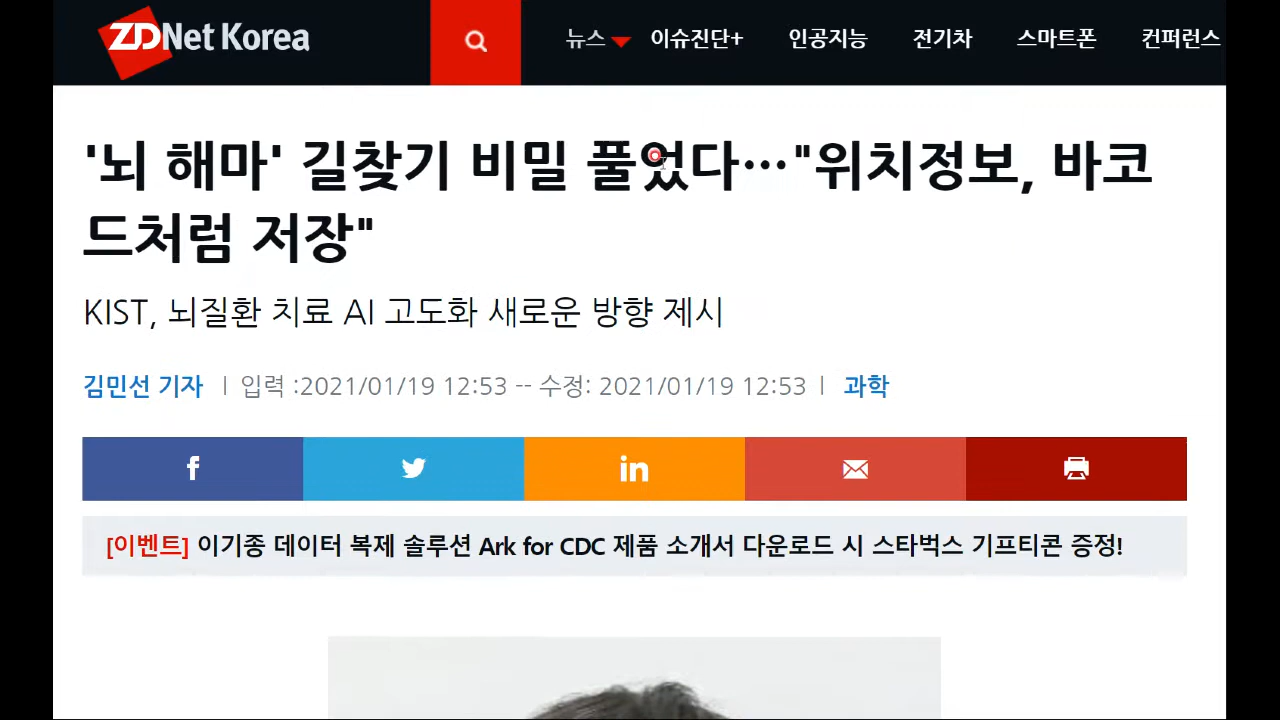 ZDNet Korea
뉴스 이슈진단+ 인공지능 전기차 스마트폰 컨퍼런스
'뇌 해마' 길찾기 비밀 풀었다…"위치정보, 바코
드처럼 저장"
KIST, 뇌질환 치료 AI 고도화 새로운 방향 제시
김민선 기자 | 입력 :2021/01/19 12:53 -- 수정: 2021/01/19 12:53 | 과학
f in
[이벤트] 이기종 데이터 복제 솔루션 Ark for CDC 제품 소개서 다운로드 시 스타벅스 기프티콘 증정!